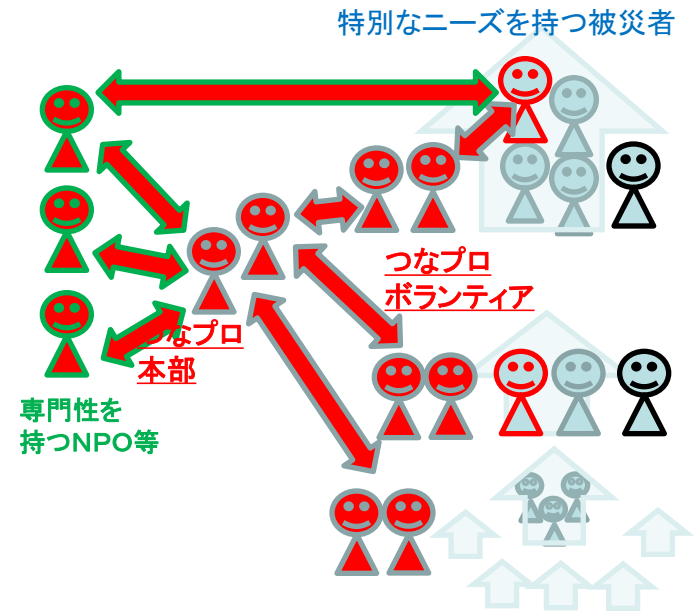 特別なニーズを持つ被災者
つなプロ
ボランティア
つなプロ
本部
専門性を
持つNPO等